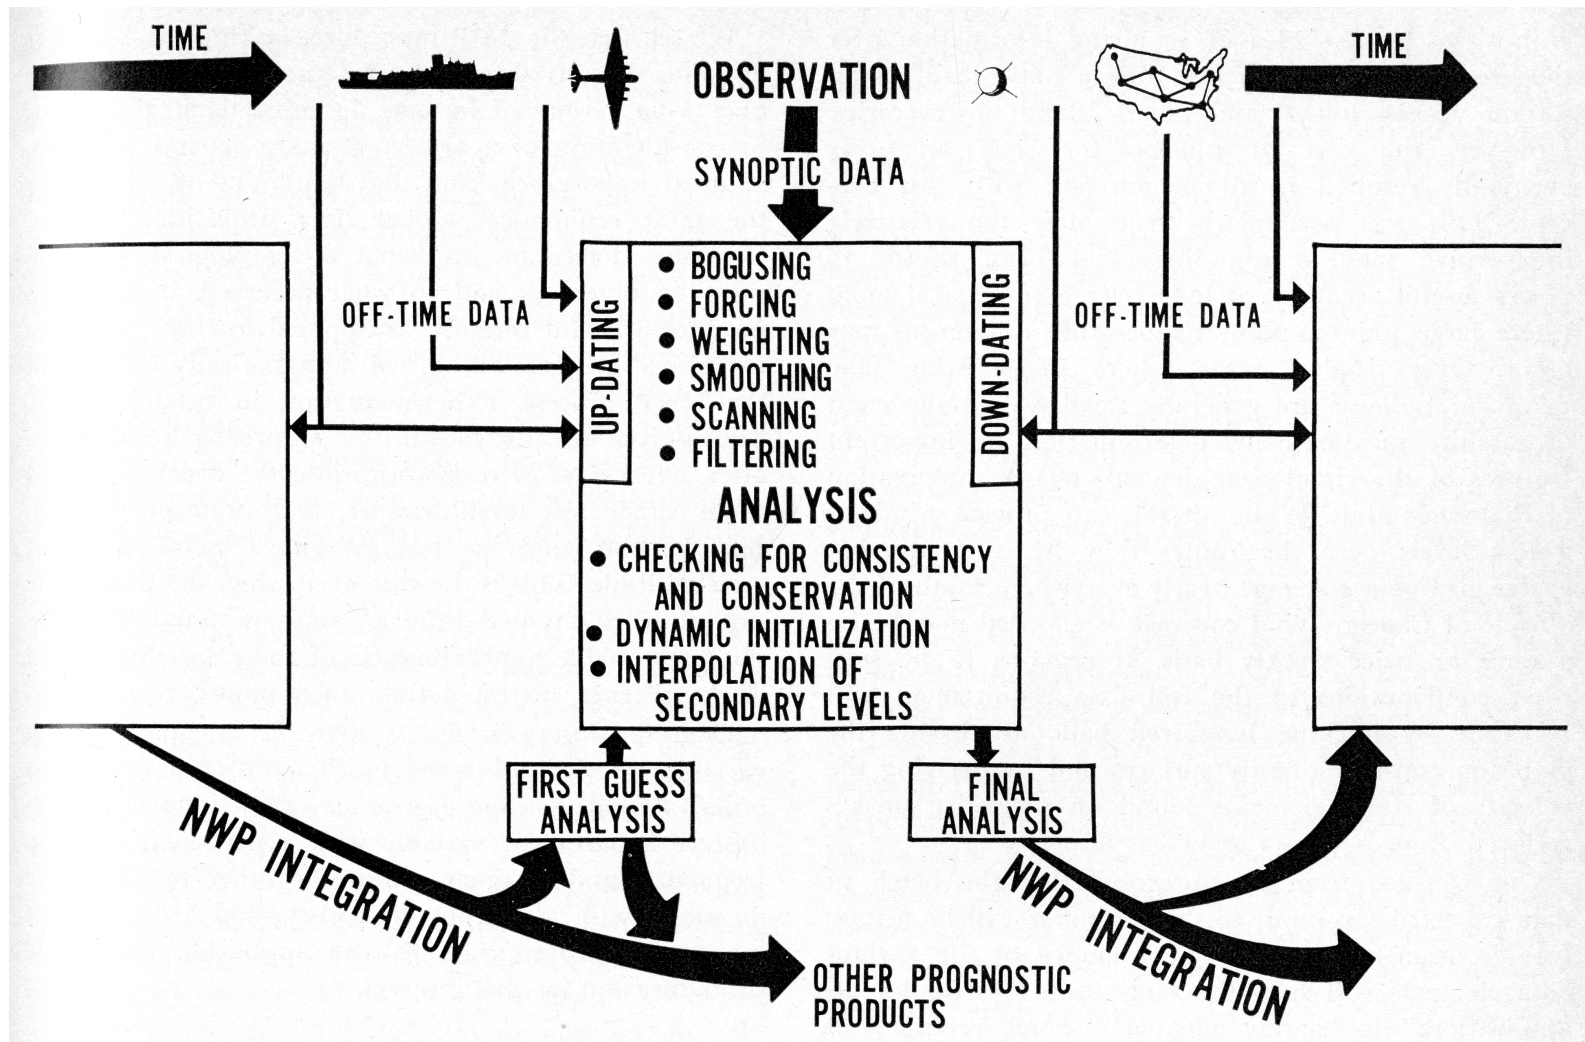 TIME
OBSERVATION
TIME
SYNOPTIC DATA
OFF-TIME DATA
UP-DATING
• BOGUSING
• FORCING
• WEIGHTING
• SMOOTHING
• SCANNING
• FILTERING
DOWN-DATING
OFF-TIME DATA
ANALYSIS
• CHECKING FOR CONSISTENCY
AND CONSERVATION
• DYNAMIC INITIALIZATION
• INTERPOLATION OF
SECONDARY LEVELS
FIRST GUESS
ANALYSIS
FINAL
ANALYSIS
NWP INTEGRATION
NWP INTEGRATION
OTHER PROGNOSTIC
PRODUCTS